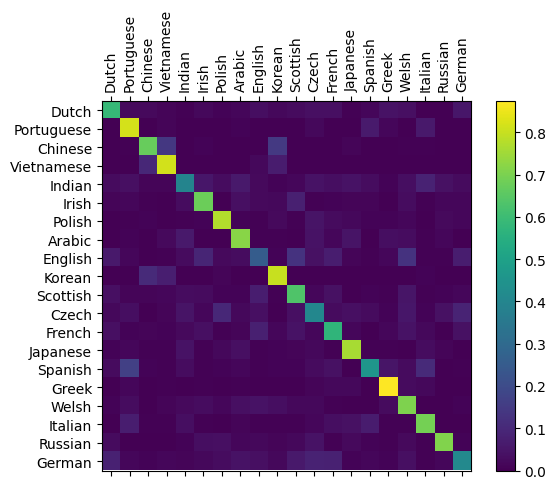 Dutch
Portuguese
Chinese
Vietnamese
Indian
Irish
Polish
Arabic
English
Korean
Scottish
Czech
French
Japanese
Spanish
Greek
Welsh
Italian
Russian
German
Dutch
Portuguese
Chinese
Vietnamese
Indian
Irish
Polish
Arabic
English
Korean
Scottish
Czech
French
Japanese
Spanish
Greek
Welsh
Italian
Russian
German
0.8
0.7
0.6
0.5
0.4
0.3
0.2
0.1
0.0